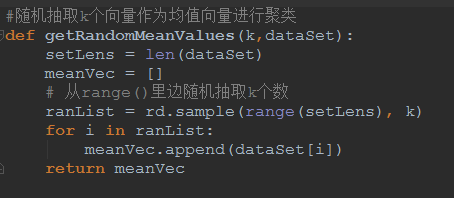 #随机抽取k个向量作为均值向量进行聚类
def getRandomMeanValues(k,dataSet):
    setLens = len(dataSet)
    meanVec = []
    # 从range()里边随机抽取k个数
    ranList = rd.sample(range(setLens), k)
    for i in ranList:
        meanVec.append(dataSet[i])
    return meanVec